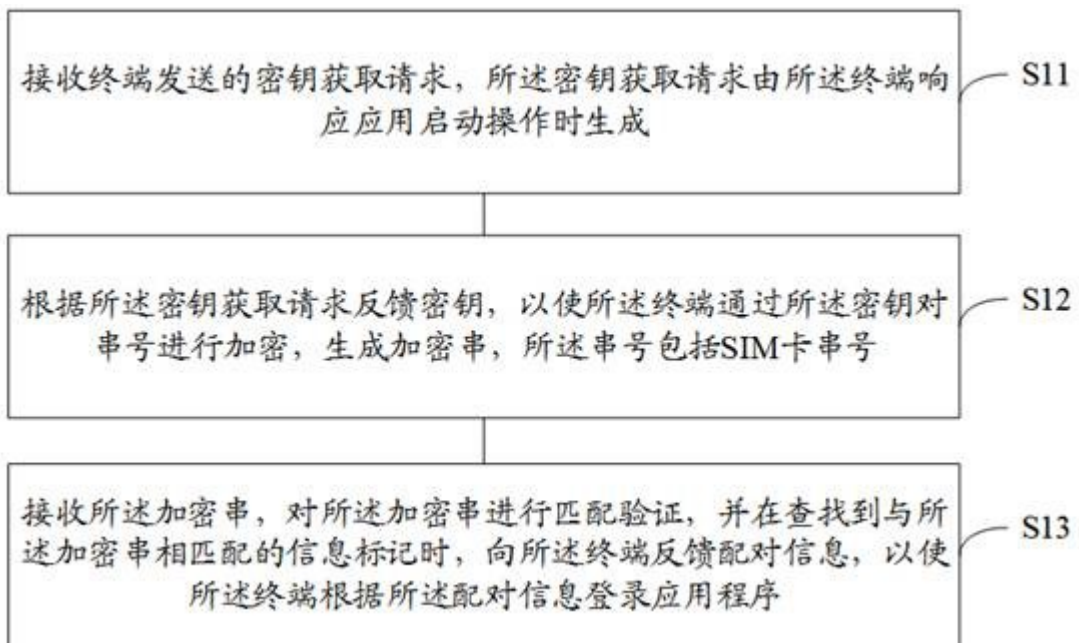 接收终端发送的密钥获取请求，所述密钥获取请求由所述终端响
应应用启动操作时生成
S11
根据所述密钥获取请求反馈密钥，以使所述终端通过所述密钥对
串号进行加密，生成加密串，所述串号包括SIM卡串号
S12
接收所述加密串，对所述加密串进行匹配验证，并在查找到与所
述加密串相匹配的信息标记时，向所述终端反馈配对信息，以使
所述终端根据所述配对信息登录应用程序
S13